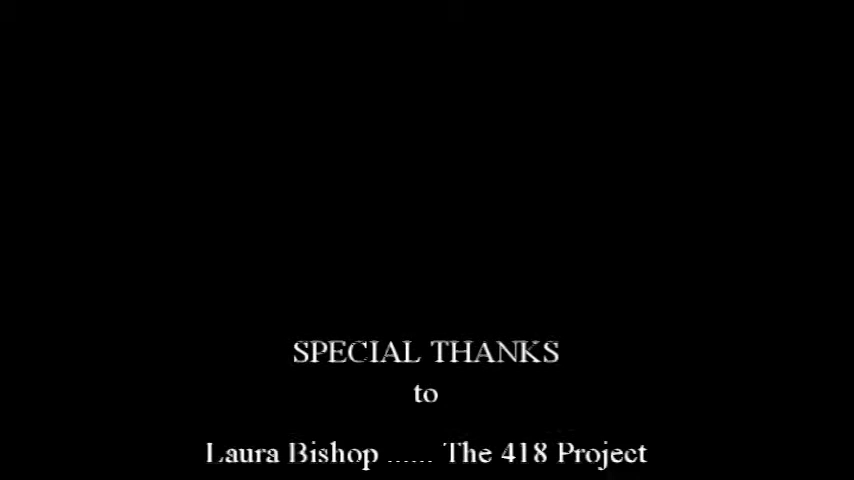 SPECIAL THANKS
to
Laura Bishop ...... The 418 Project